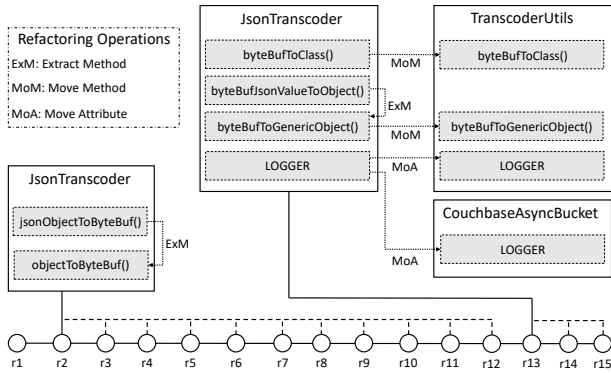 Refactoring Operations
ExM: Extract Method
MoM: Move Method
MoA: Move Attribute
JsonTranscoder
byteBufToClass()
byteBufJsonValueToObject()
byteBufToGenericObject()
LOGGER
MoM
ExM
MoM
MoA
MoA
TranscoderUtils
byteBufToClass()
byteBufToGenericObject()
LOGGER
CouchbaseAsyncBucket
LOGGER
JsonTranscoder
jsonObjectToByteBuf()
ExM
objectToByteBuf()
r1 r2 r3 r4 r5 r6 r7 r8 r9 r10 r11 r12 r13 r14 r15